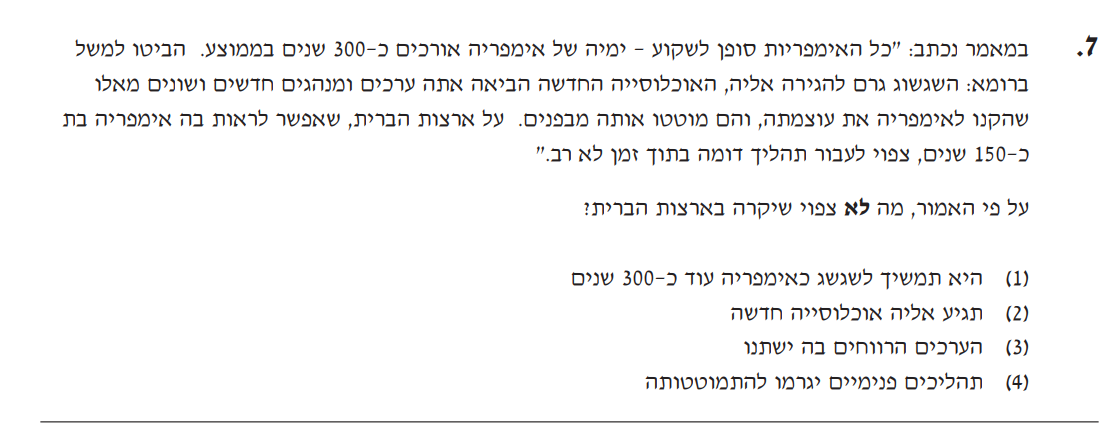 7. במאמר נכתב: "כל האימפריות סופן לשקוע – ימיה של אימפריה אורכים כ-300 שנים בממוצע. הביטו למשל
ברומא: השגשוג גרם להגירה אליה, האוכלוסייה החדשה הביאה אתה ערכים ומנהגים חדשים ושונים מאלו
שהקנו לאימפריה את עוצמתה, והם מוטטו אותה מבפנים. על ארצות הברית, שאפשר לראות בה אימפריה בת
כ-150 שנים, צפוי לעבור תהליך דומה בתוך זמן לא רב."
על פי האמור, מה לא צפוי שיקרה בארצות הברית?
(1) היא תמשיך לשגשג כאימפריה עוד כ-300 שנים
(2) תגיע אליה אוכלוסייה חדשה
(3) הערכים הרווחים בה ישתנו
(4) תהליכים פנימיים יגרמו להתמוטטותה